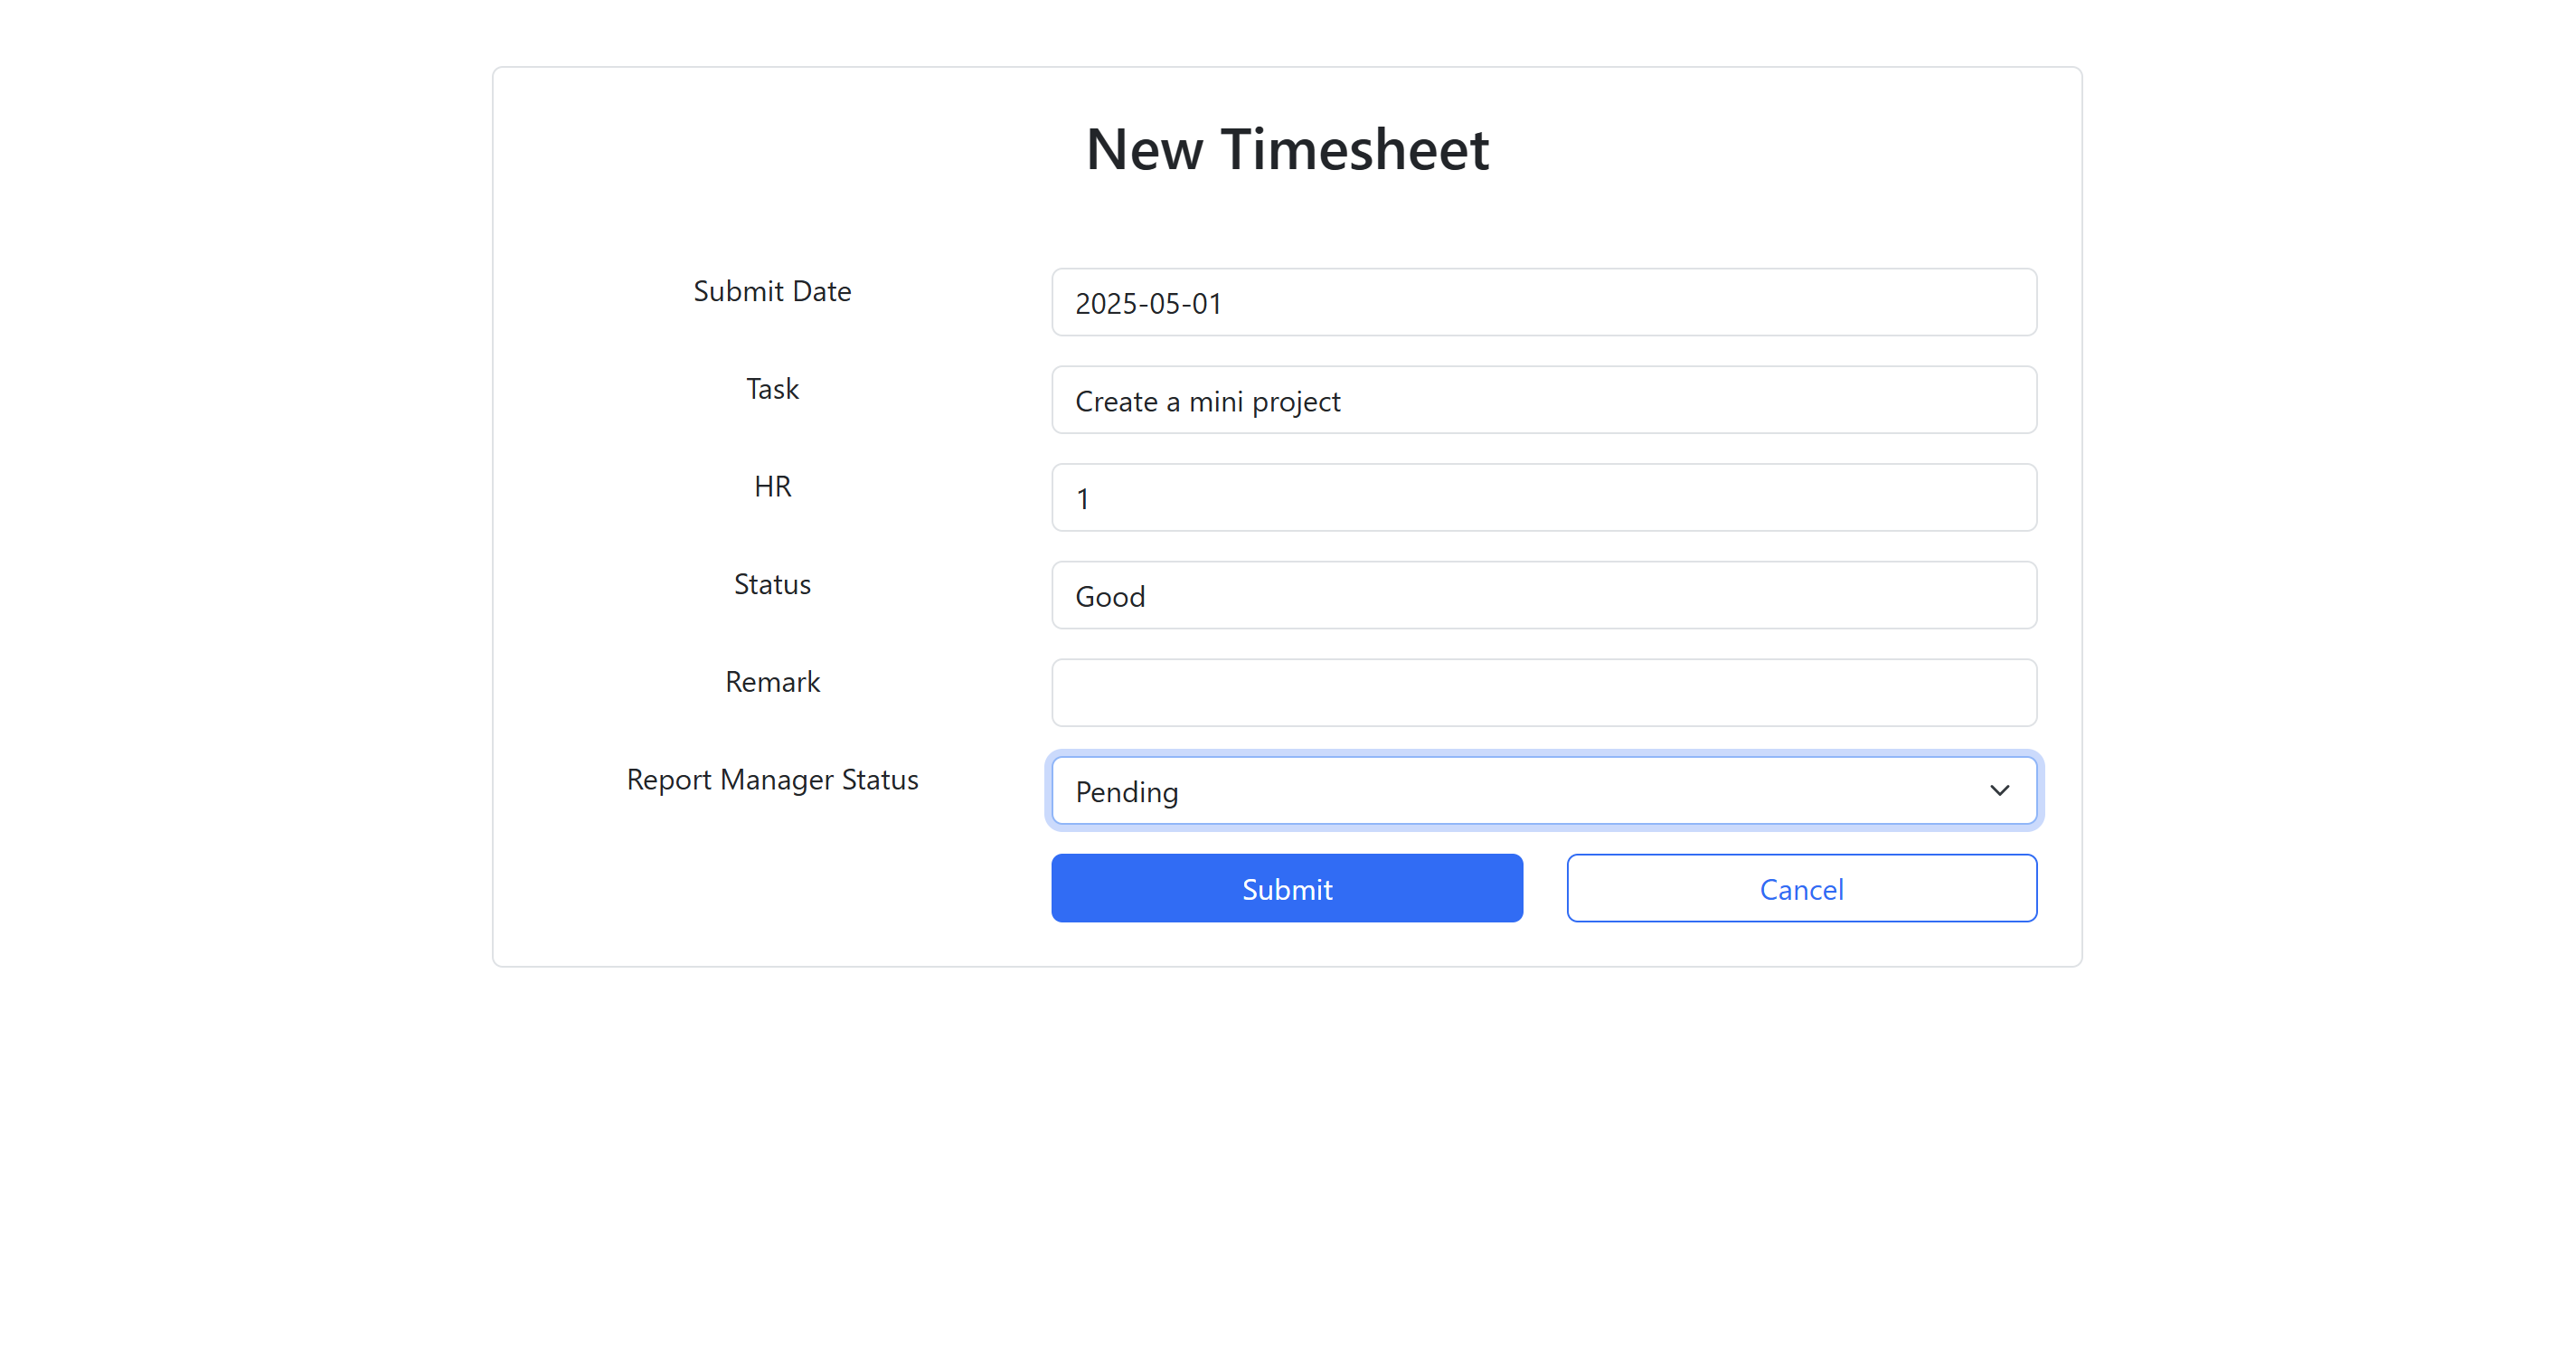 New Timesheet
Submit Date
2025-05-01
Task
Create a mini project
HR
1
Status
Good
Remark
Report Manager Status
Pending
Submit
Cancel